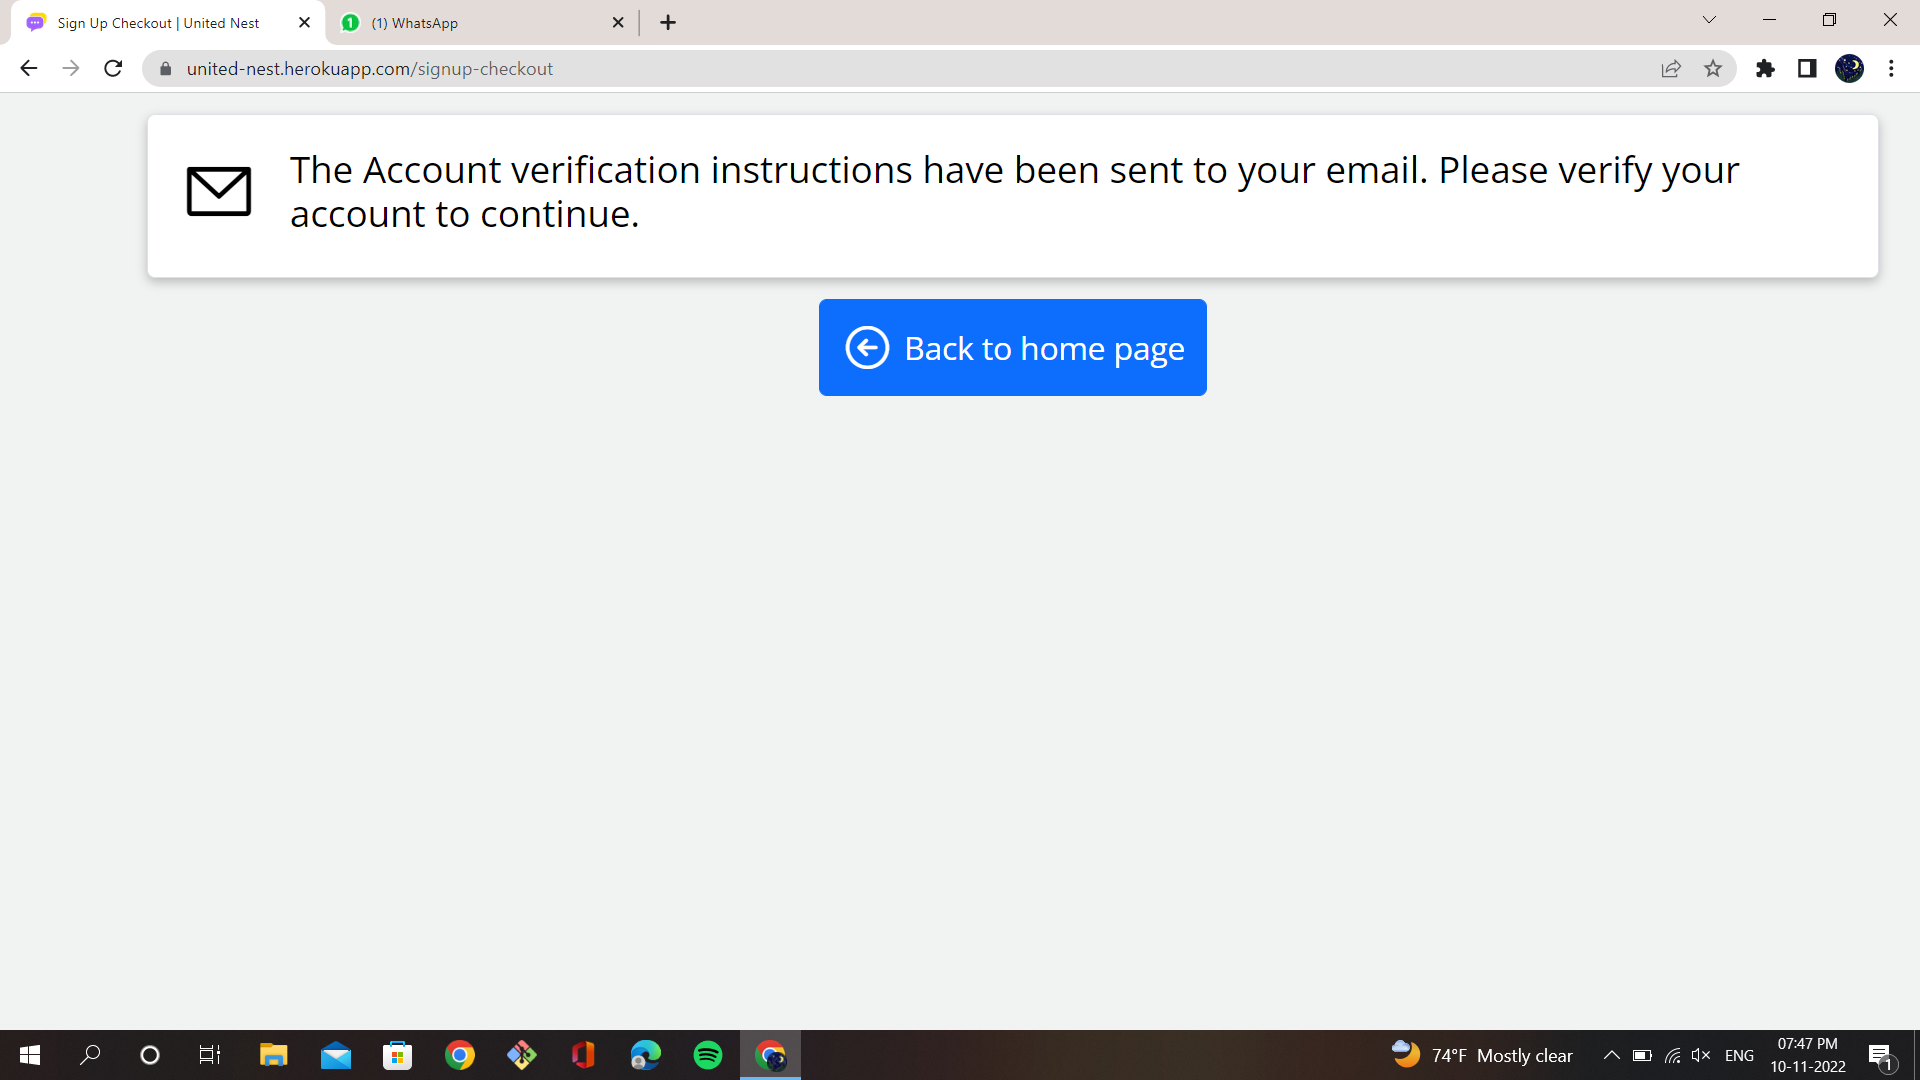 Sign Up Checkout | United Nest
(1) WhatsApp
united-nest.herokuapp.com/signup-checkout
The Account verification instructions have been sent to your email. Please verify your
account to continue.
Back to home page
74°F Mostly clear
ENG
07:47 PM
10-11-2022
1